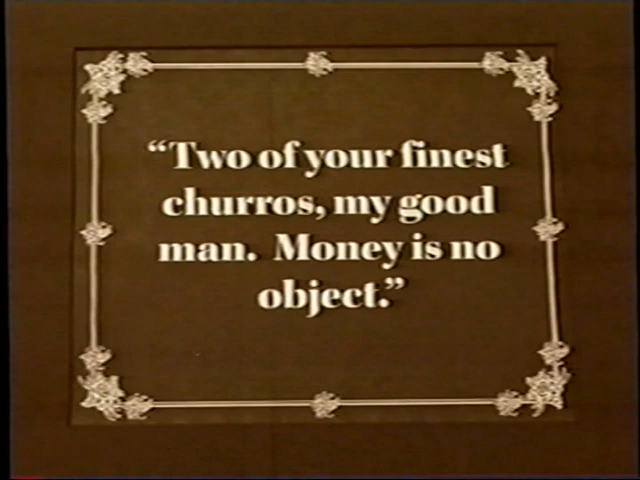 “Two of your finest
churros, my good
man.  Money is no
object.”